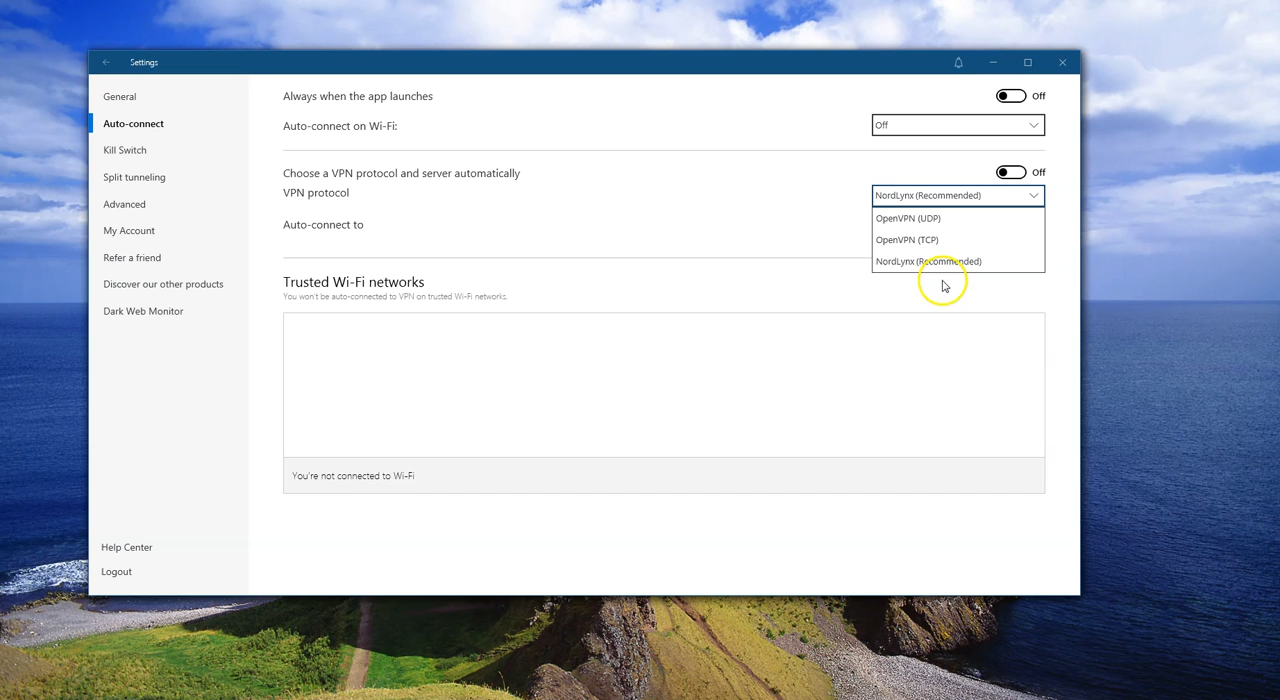 Settings
General
Auto-connect
Kill Switch
Split tunneling
Advanced
My Account
Refer a friend
Discover our other products
Dark Web Monitor
Help Center
Logout
Always when the app launches
Off
Auto-connect on Wi-Fi:
Off
Choose a VPN protocol and server automatically
Off
VPN protocol
NordLynx (Recommended)
OpenVPN (UDP)
OpenVPN (TCP)
NordLynx (Recommended)
Auto-connect to
Trusted Wi-Fi networks
You won't be auto-connected to VPN on trusted Wi-Fi networks.
You're not connected to Wi-Fi